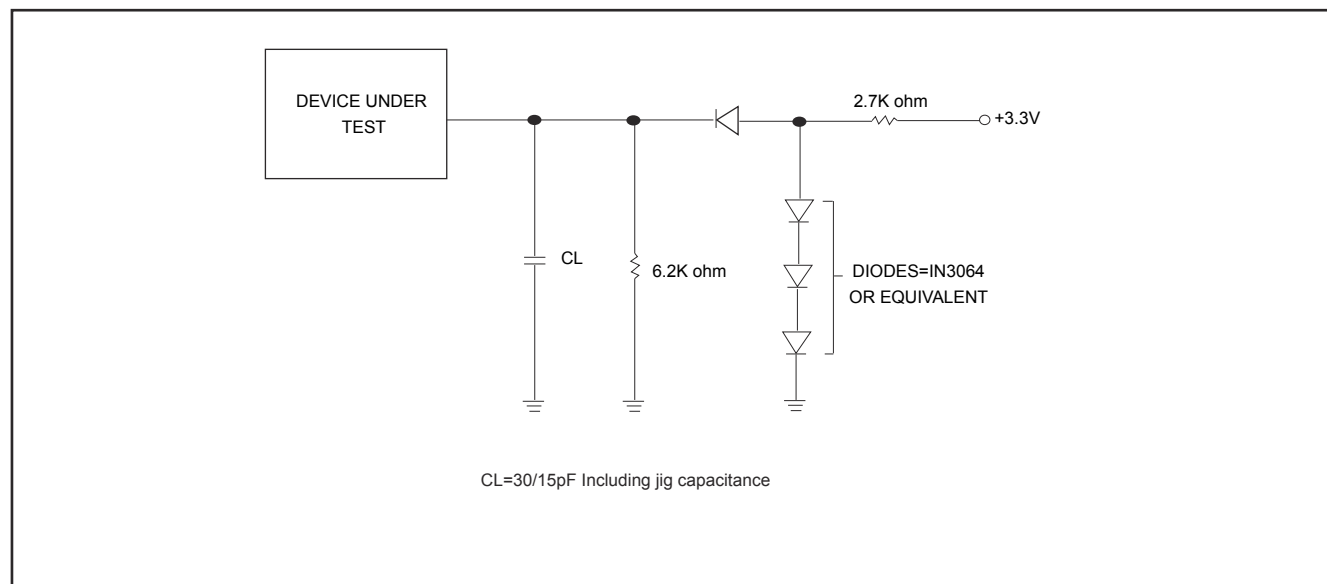 DEVICE UNDER
TEST
2.7K ohm
+3.3V
CL
6.2K ohm
DIODES=IN3064
OR EQUIVALENT
CL=30/15pF Including jig capacitance